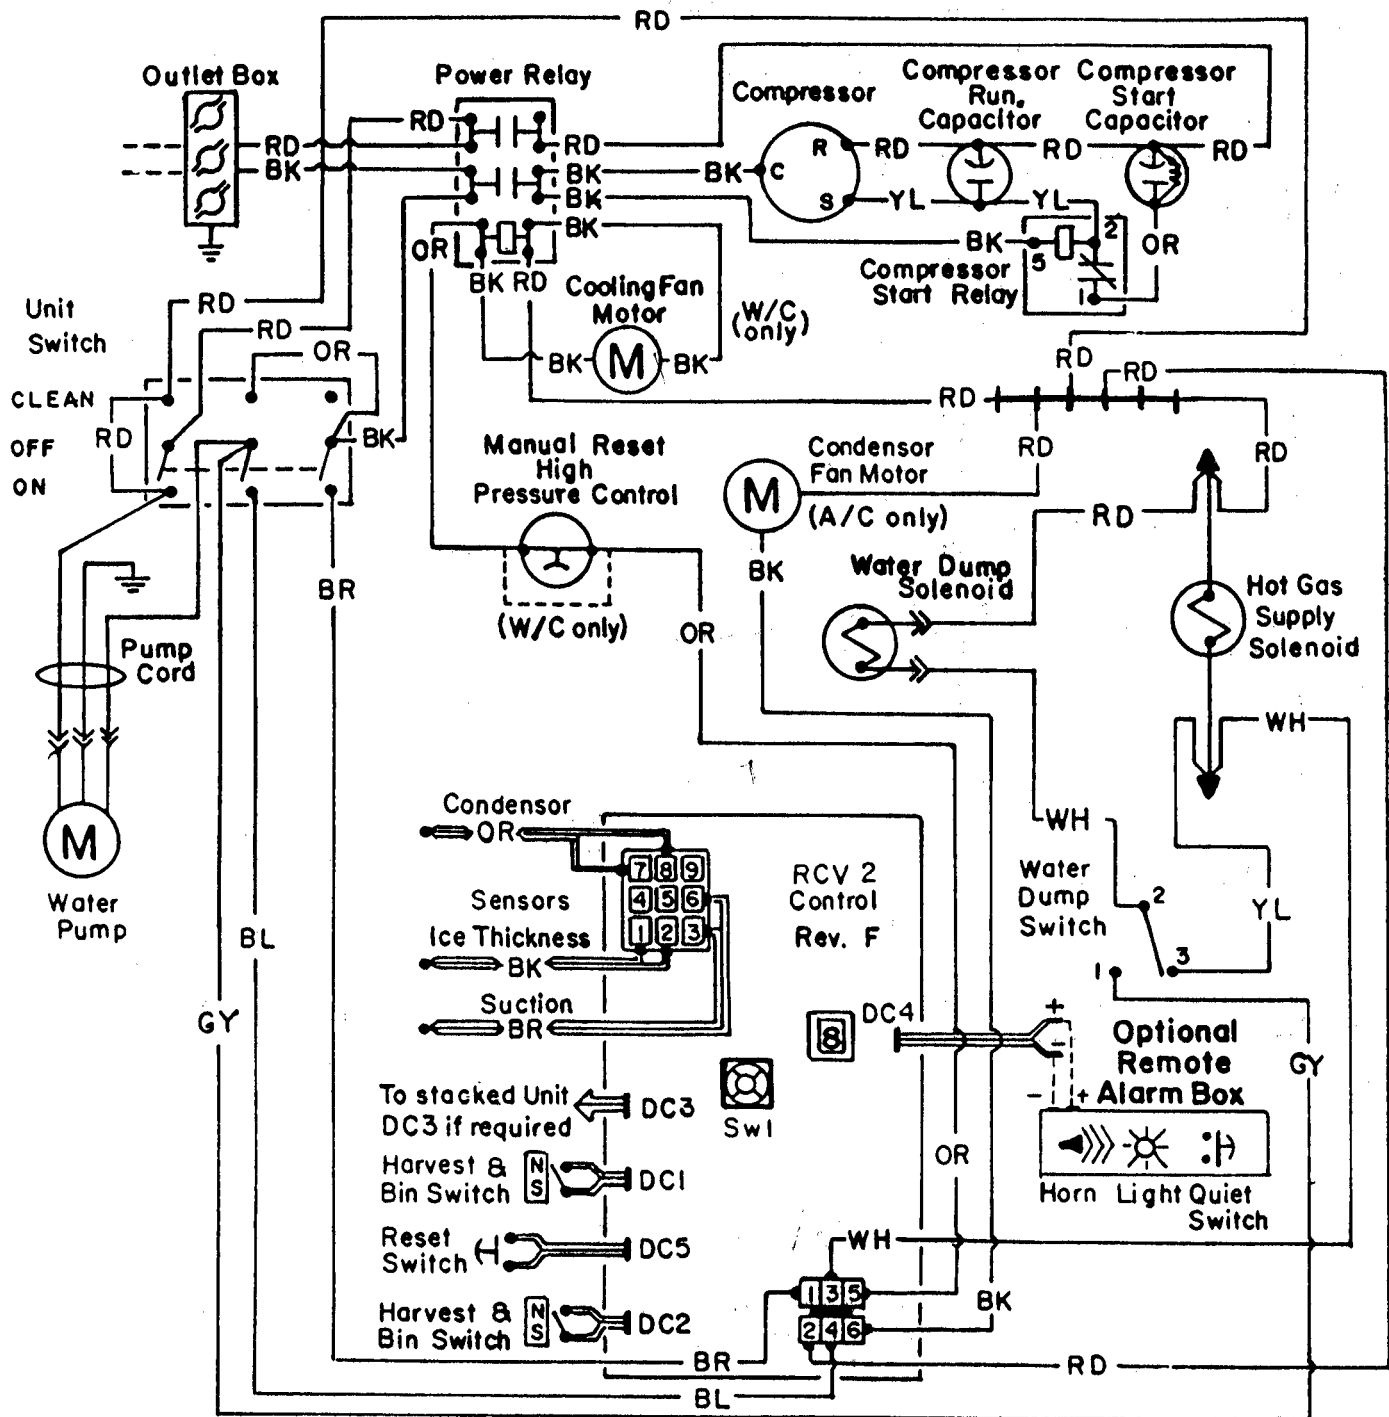 RD
Outlet Box
Power Relay
Compressor
Compressor
Run.
Capacitor
Compressor
Start
Capacitor
RD
RD
RD
BK
BK
BK
BK
R
C
S
RD
RD
RD
YL
YL
OR
BK
BK
5
2
1
OR
Compressor
Start Relay
BK
RD
Cooling Fan
Motor
(W/C
only)
BK
M
BK
Unit
Switch
RD
RD
OR
CLEAN
OFF
ON
RD
BK
RD
RD
RD
RD
RD
Manual Reset
High
Pressure Control
(W/C only)
M
Condensor
Fan Motor
(A/C only)
BK
RD
Water Dump
Solenoid
Hot Gas
Supply
Solenoid
BR
OR
Pump
Cord
M
Water
Pump
WH
WH
Condensor
OR
Sensors
Ice Thickness
BK
Suction
BR
7 8 9
4 5 6
1 2 3
RCV 2
Control
Rev. F
Water
Dump
Switch
2
1
3
YL
BL
GY
8
DC4
+
-
- +
Optional
Remote
Alarm Box
GY
Sw1
To stacked Unit
DC3 if required
DC3
Harvest &
Bin Switch
N
S
DC1
Reset
Switch
DC5
Harvest &
Bin Switch
N
S
DC2
OR
Horn Light Quiet
Switch
WH
1 3 5
2 4 6
BK
BR
RD
BL